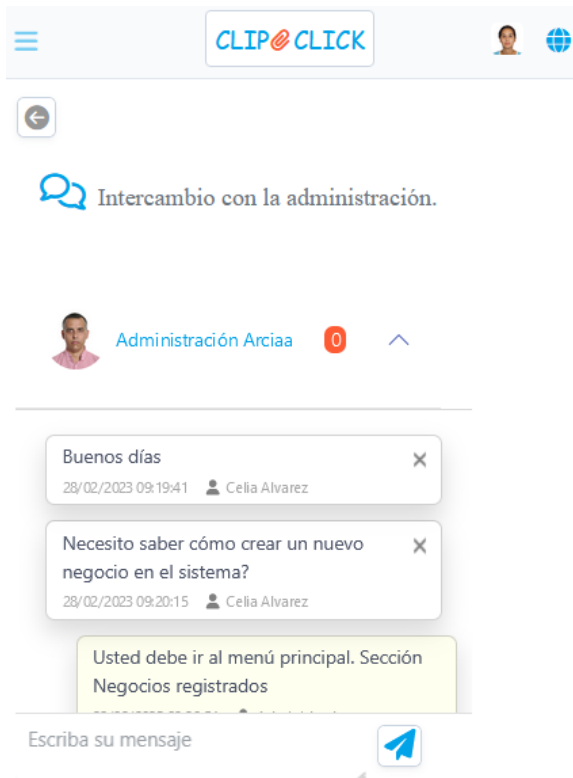 CLIP CLICK
Intercambio con la administración.
Administración Arciaa 0
Buenos días
28/02/2023 09:19:41 Celia Alvarez
Necesito saber cómo crear un nuevo
negocio en el sistema?
28/02/2023 09:20:15 Celia Alvarez
Usted debe ir al menú principal. Sección
Negocios registrados
Escriba su mensaje